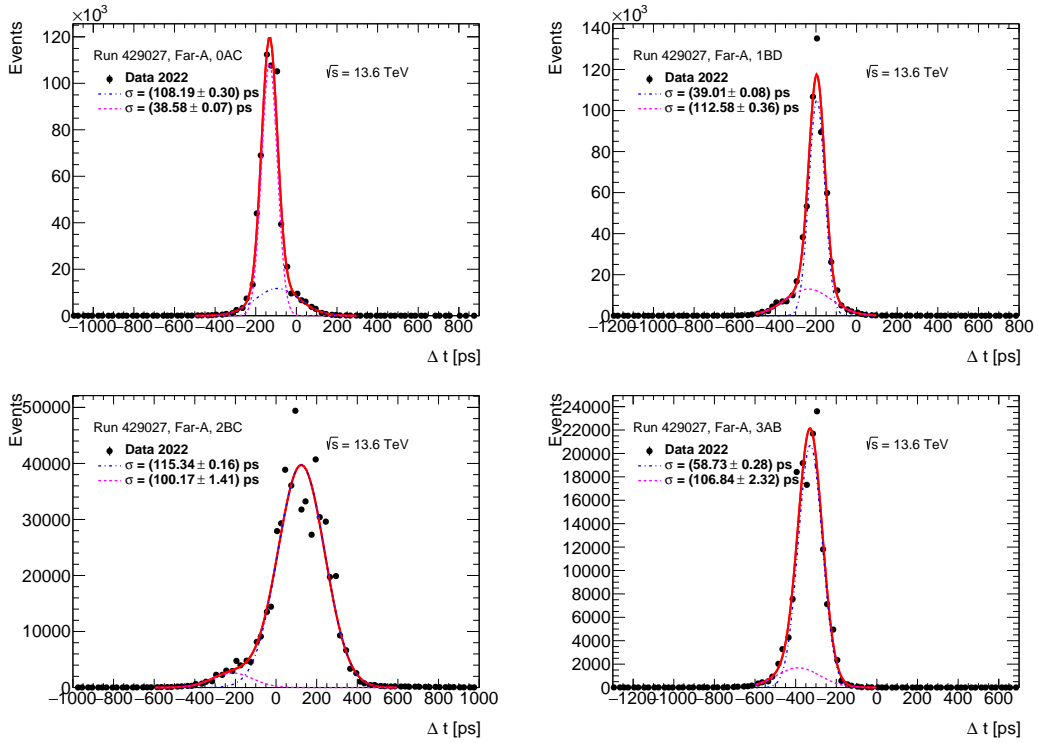 ×10³
Events
120
100
80
60
40
20
0
Run 429027, Far-A, 0AC
Data 2022
σ = (108.19 ± 0.30) ps
σ = (38.58 ± 0.07) ps
√s = 13.6 TeV
−1000 −800 −600 −400 −200 0 200 400 600 800
Δ t [ps]
×10³
Events
140
120
100
80
60
40
20
0
Run 429027, Far-A, 1BD
Data 2022
σ = (39.01 ± 0.08) ps
σ = (112.58 ± 0.36) ps
√s = 13.6 TeV
−1200 −1000 −800 −600 −400 −200 0 200 400 600 800
Δ t [ps]
Events
50000
40000
30000
20000
10000
0
Run 429027, Far-A, 2BC
Data 2022
σ = (115.34 ± 0.16) ps
σ = (100.17 ± 1.41) ps
√s = 13.6 TeV
−1000 −800 −600 −400 −200 0 200 400 600 800 1000
Δ t [ps]
Events
24000
22000
20000
18000
16000
14000
12000
10000
8000
6000
4000
2000
0
Run 429027, Far-A, 3AB
Data 2022
σ = (58.73 ± 0.28) ps
σ = (106.84 ± 2.32) ps
√s = 13.6 TeV
−1200 −1000 −800 −600 −400 −200 0 200 400 600
Δ t [ps]